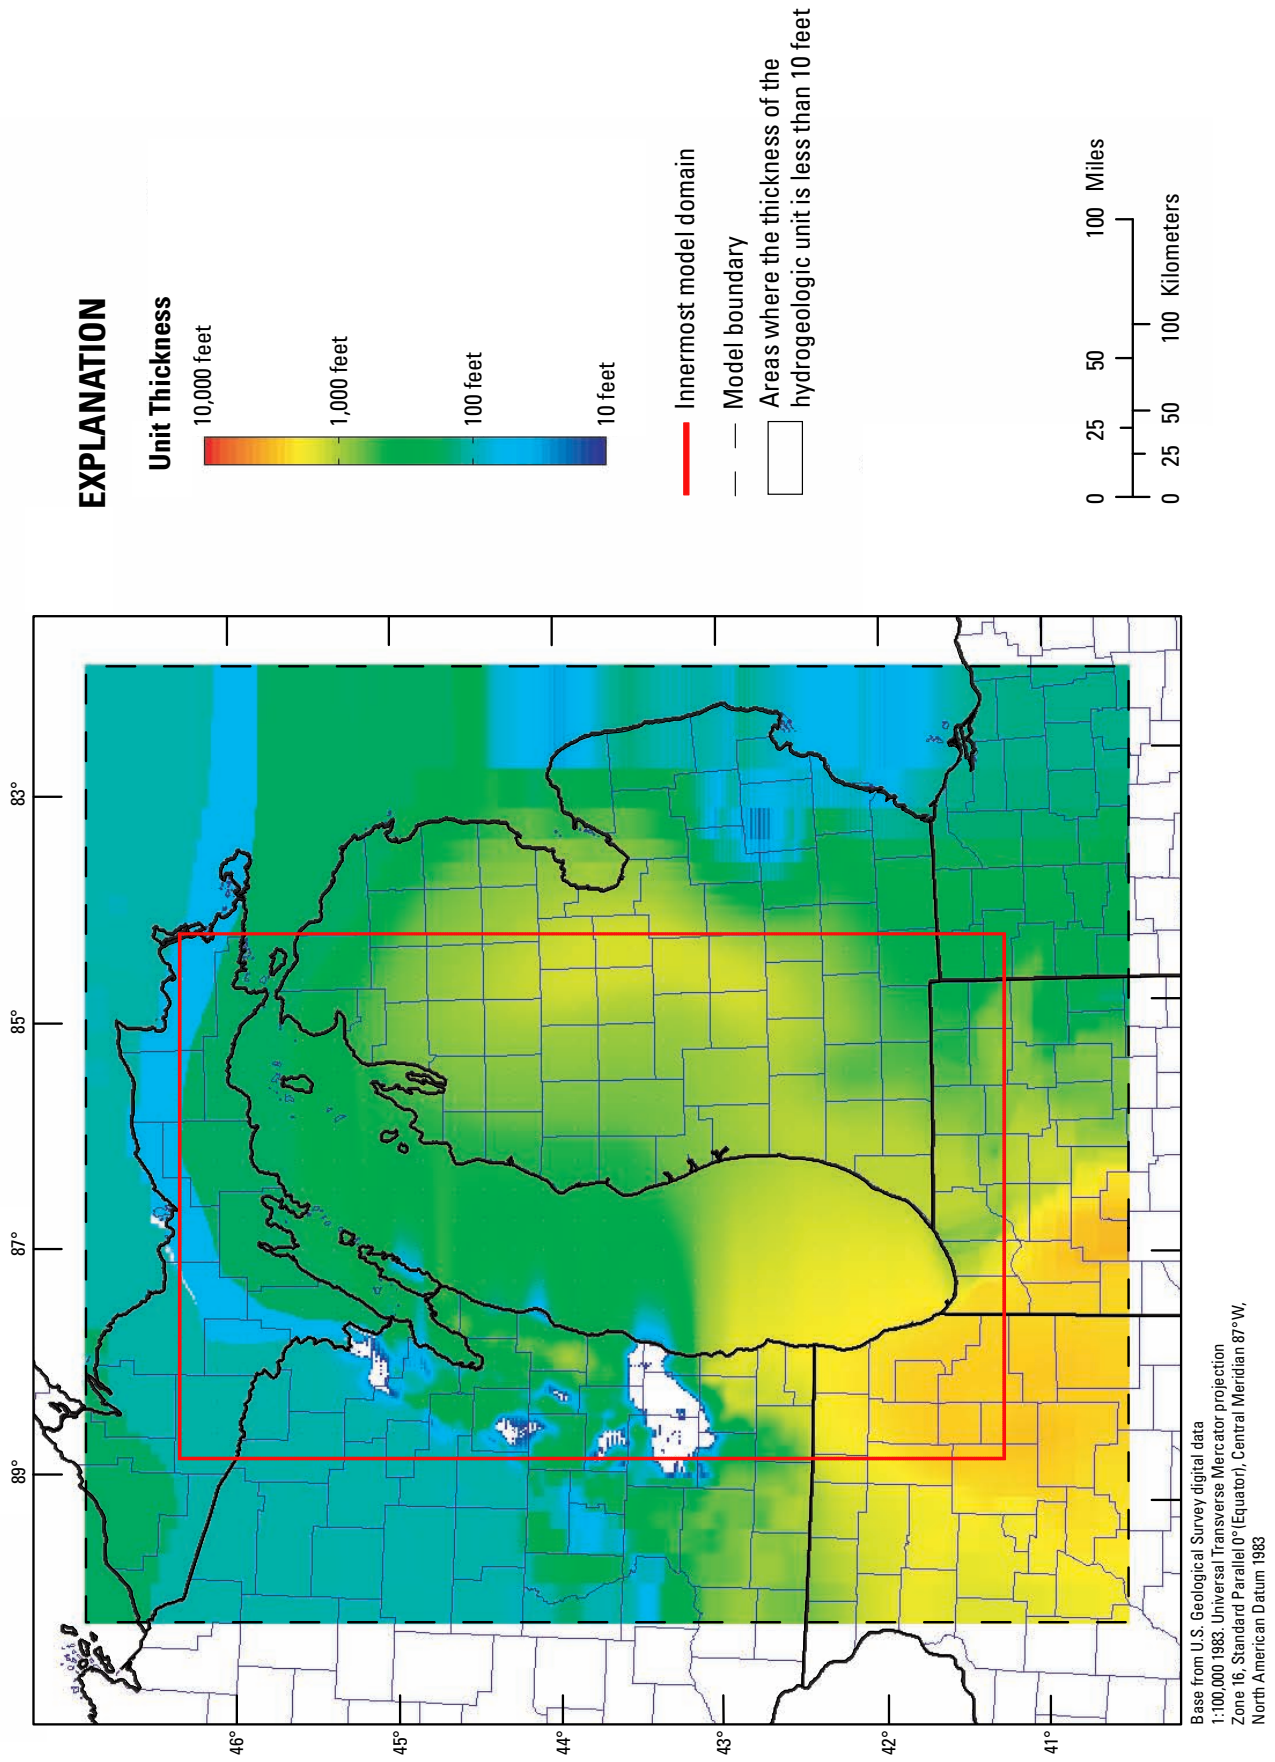 EXPLANATION
Unit Thickness
10,000 feet
1,000 feet
100 feet
10 feet
Innermost model domain
Model boundary
Areas where the thickness of the
hydrogeologic unit is less than 10 feet
0 25 50 100 Miles
0 25 50 100 Kilometers
89° 87° 85° 83°
46°
45°
44°
43°
42°
41°
Base from U.S. Geological Survey digital data
1:100,000 1983. Universal Transverse Mercator projection
Zone 16, Standard Parallel 0° (Equator), Central Meridian 87° W,
North American Datum 1983